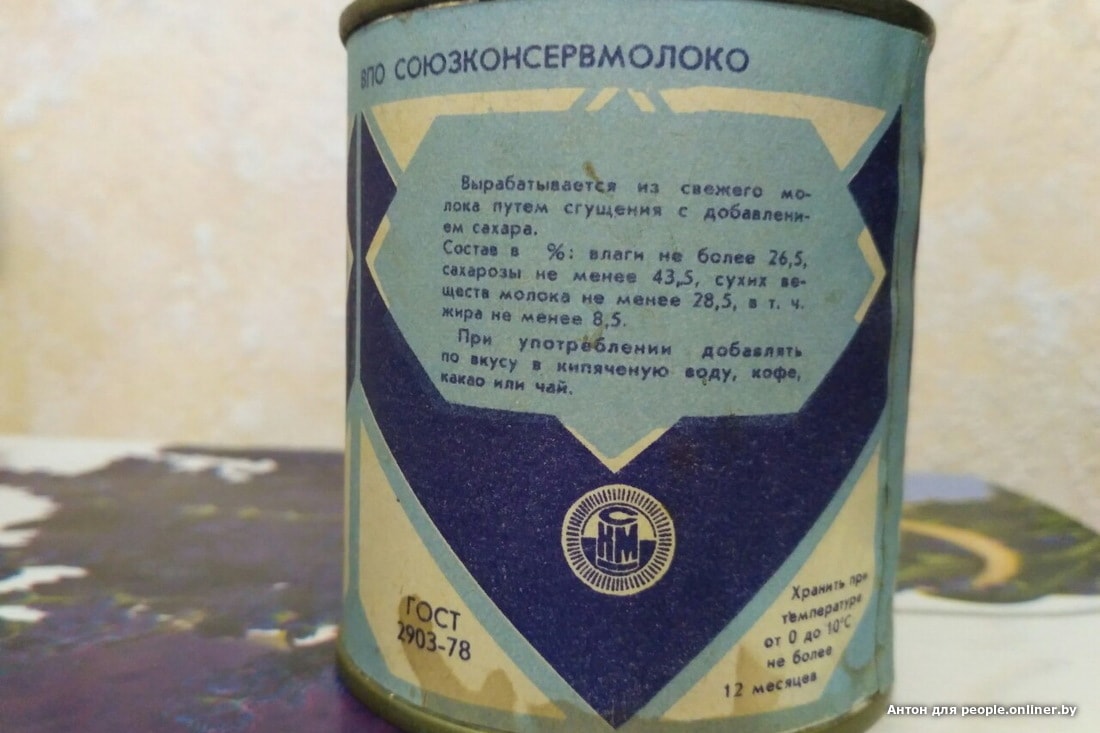 ВПО СОЮЗКОНСЕРВМОЛОКО
Вырабатывается из свежего мо-
лока путем сгущения с добавлени-
ем сахара.
Состав в %: влаги не более 26,5,
сахарозы не менее 43,5, сухих ве-
ществ молока не менее 28,5, в т. ч.
жира не менее 8,5.
При употреблении добавлять
по вкусу в кипяченую воду, кофе,
какао или чай.
С
КМ
ГОСТ
2903-78
Хранить при
температуре
от 0 до 10°С
не более
12 месяцев
Антон для people.onliner.by